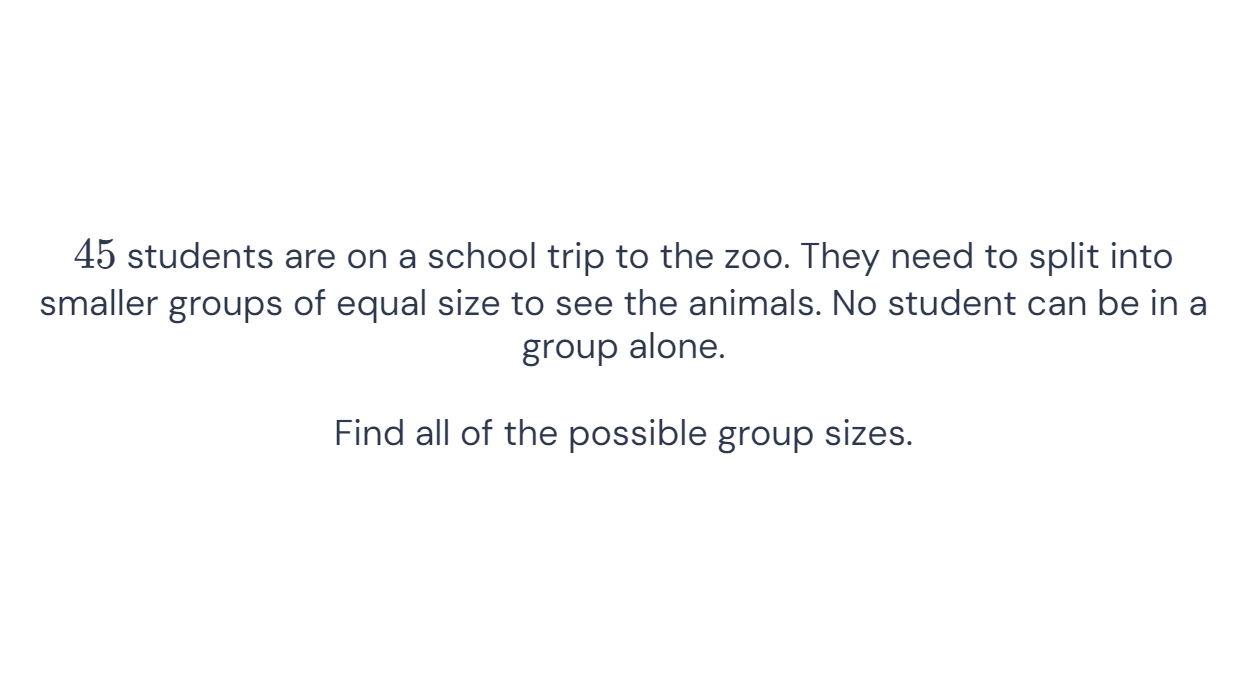 45 students are on a school trip to the zoo. They need to split into
smaller groups of equal size to see the animals. No student can be in a
group alone.
Find all of the possible group sizes.